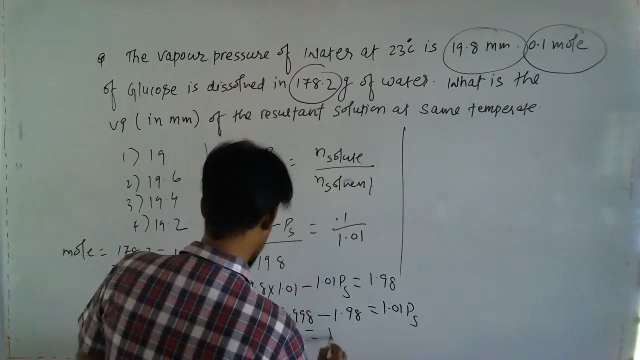 Q The Vapour pressure of water at 23°C is 19.8 mm. 0.1 mole
of Glucose is dissolved in 178.2 g of water. What is the
VP (in mm) of the resultant solution at same temperate
1) 19
2) 19.6
3) 19.4
4) 19.2
= nsolute / nsolvent
- Ps / 19.8 = .1 / 1.01
mole = 178.2 =
8 x 1.01 - 1.01 Ps = 1.98
998 - 1.98 = 1.01 Ps